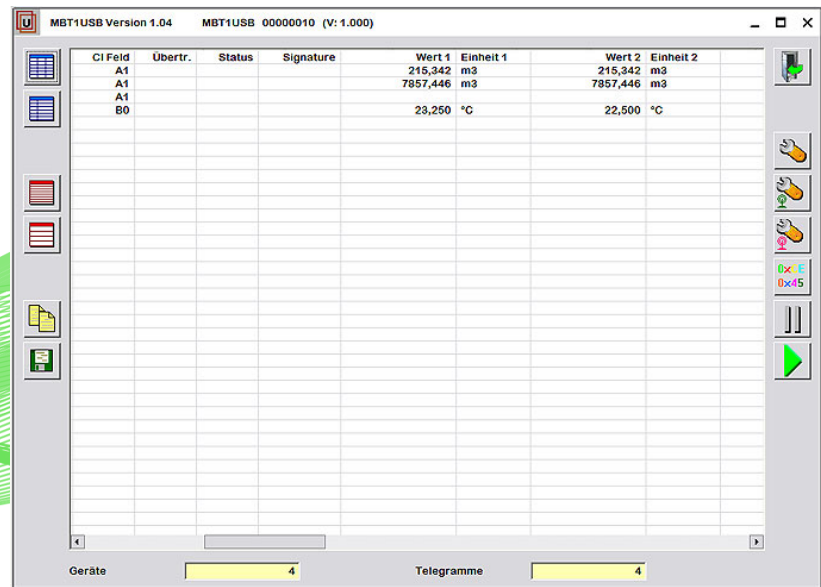 MBT1USB Version 1.04 MBT1USB 00000010 (V: 1.000)
CI Feld Übertr. Status Signature Wert 1 Einheit 1 Wert 2 Einheit 2
A1 215,342 m3 215,342 m3
A1 7857,446 m3 7857,446 m3
A1
B0 23,250 °C 22,500 °C
0xCE
0x45
Geräte 4 Telegramme 4